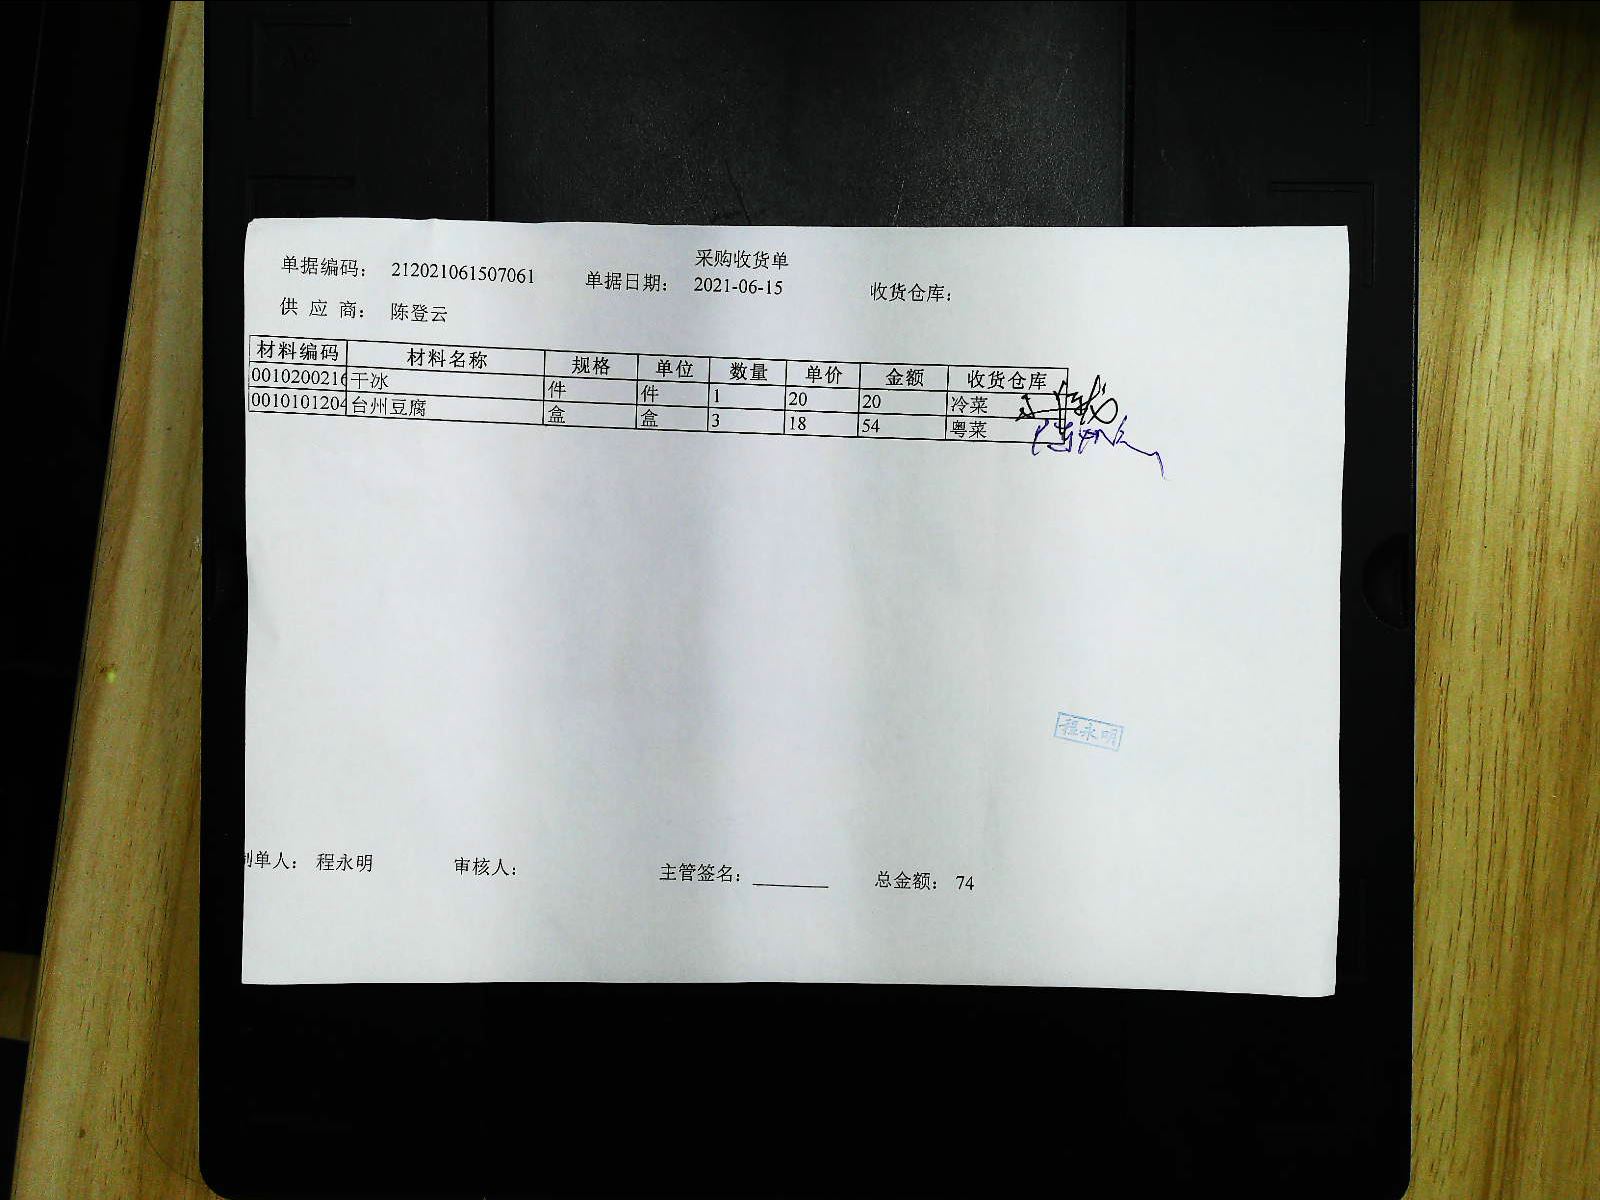 采购收货单
单据编码： 212021061507061 单据日期： 2021-06-15 收货仓库：
供 应 商： 陈登云
材料编码 材料名称 规格 单位 数量 单价 金额 收货仓库
0010200216 干冰 件 件 1 20 20 冷菜
0010101204 台州豆腐 盒 盒 3 18 54 粤菜
程永明
制单人： 程永明 审核人： 主管签名：________ 总金额： 74